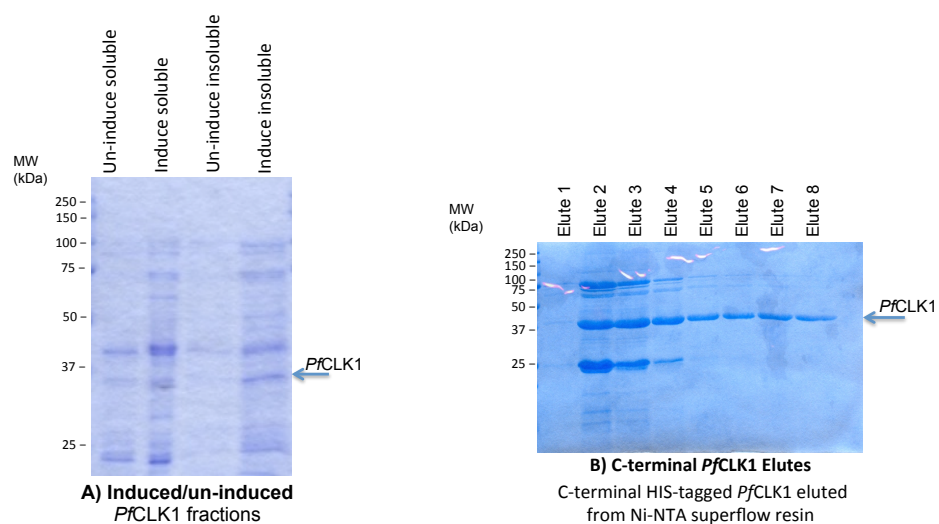 Un-induce soluble
Induce soluble
Un-induce insoluble
Induce insoluble
MW
(kDa)
250
150
100
75
50
37
25
PfCLK1
A) Induced/un-induced
PfCLK1 fractions
Elute 1
Elute 2
Elute 3
Elute 4
Elute 5
Elute 6
Elute 7
Elute 8
MW
(kDa)
250
150
100
75
50
37
25
PfCLK1
B) C-terminal PfCLK1 Elutes
C-terminal HIS-tagged PfCLK1 eluted
from Ni-NTA superflow resin